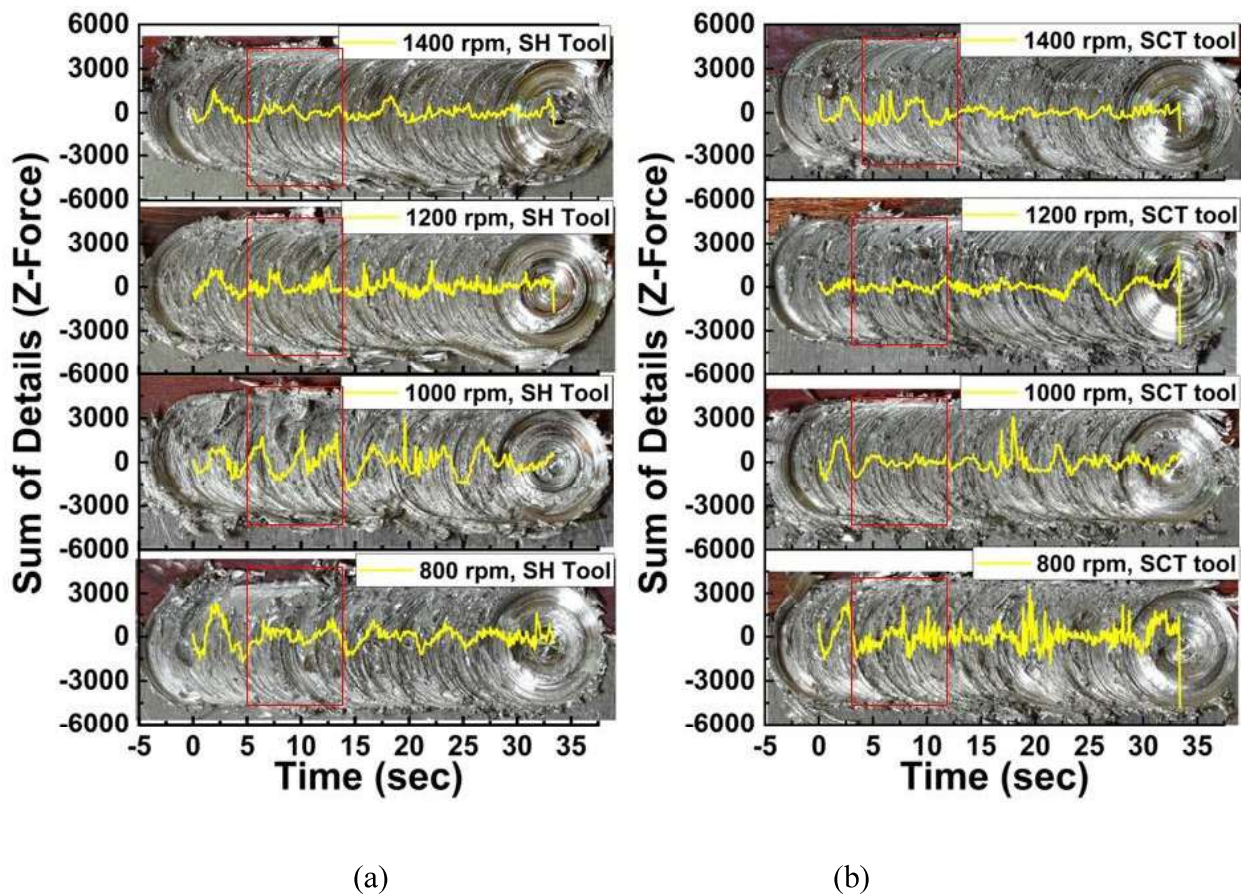 Sum of Details (Z-Force)
6000
3000
0
-3000
-6000
1400 rpm, SH Tool
3000
0
-3000
-6000
1200 rpm, SH Tool
3000
0
-3000
-6000
1000 rpm, SH Tool
3000
0
-3000
-6000
800 rpm, SH Tool
-5 0 5 10 15 20 25 30 35
Time (sec)
(a)
Sum of Details (Z-Force)
6000
3000
0
-3000
-6000
1400 rpm, SCT tool
3000
0
-3000
-6000
1200 rpm, SCT tool
3000
0
-3000
-6000
1000 rpm, SCT tool
3000
0
-3000
-6000
800 rpm, SCT tool
-5 0 5 10 15 20 25 30 35
Time (sec)
(b)